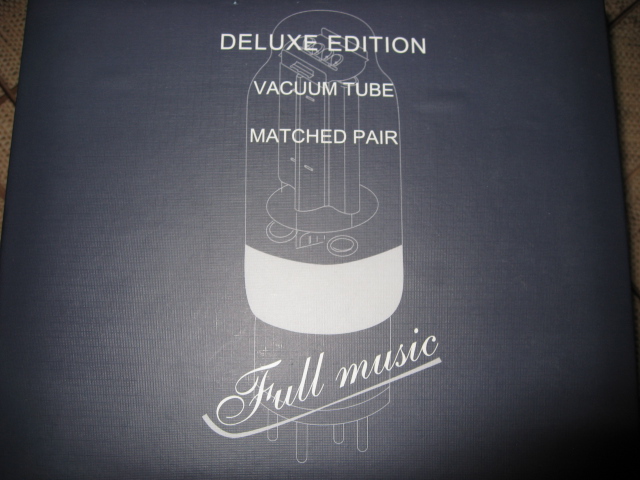 DELUXE EDITION
VACUUM TUBE
MATCHED PAIR
Full music